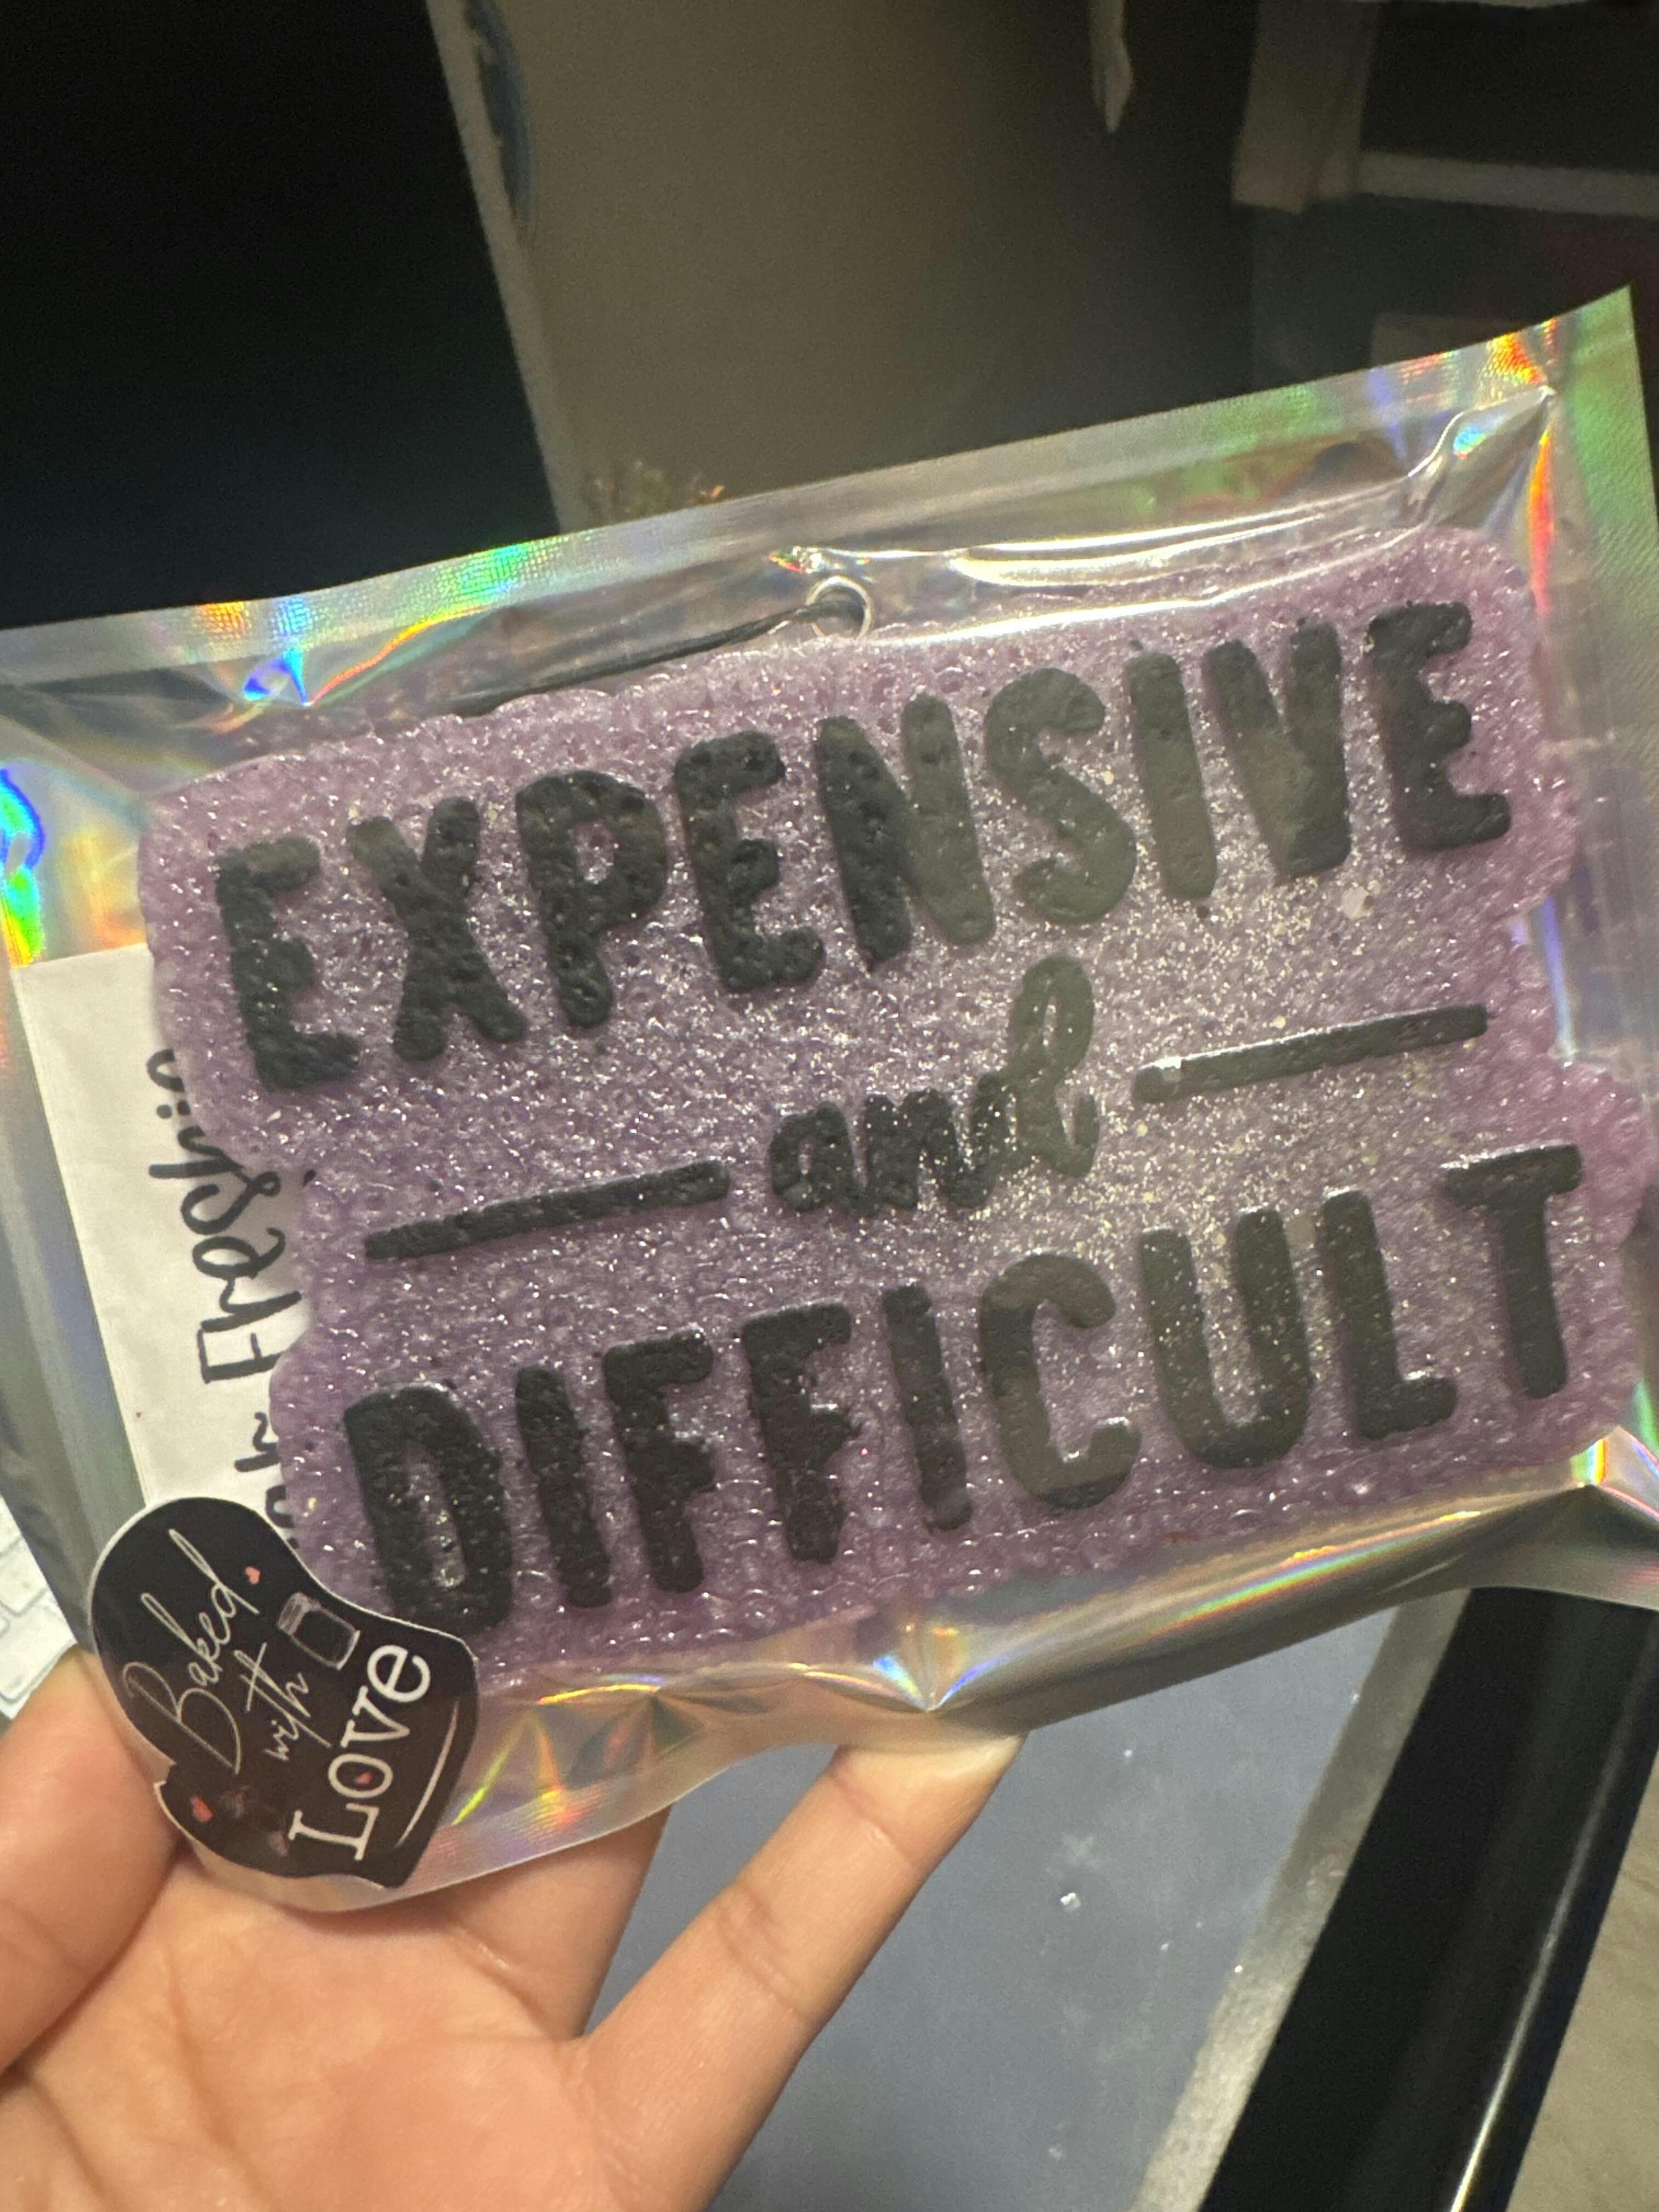 EXPENSIVE
and
DIFFICULT
Baked
with
Love